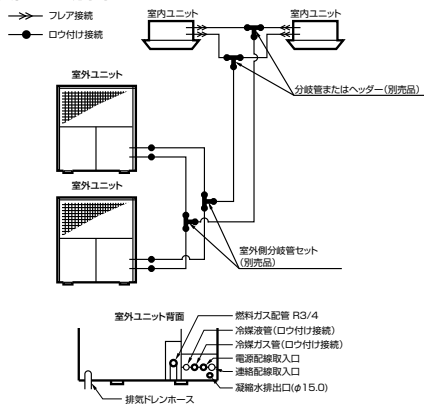 フレア接続
ロウ付け接続
室内ユニット
室内ユニット
分岐管またはヘッダー(別売品)
室外ユニット
室外ユニット
室外側分岐管セット
(別売品)
室外ユニット背面
燃料ガス配管 R3/4
冷媒液管(ロウ付け接続)
冷媒ガス管(ロウ付け接続)
電源配線取入口
連絡配線取入口
凝縮水排出口(φ15.0)
排気ドレンホース